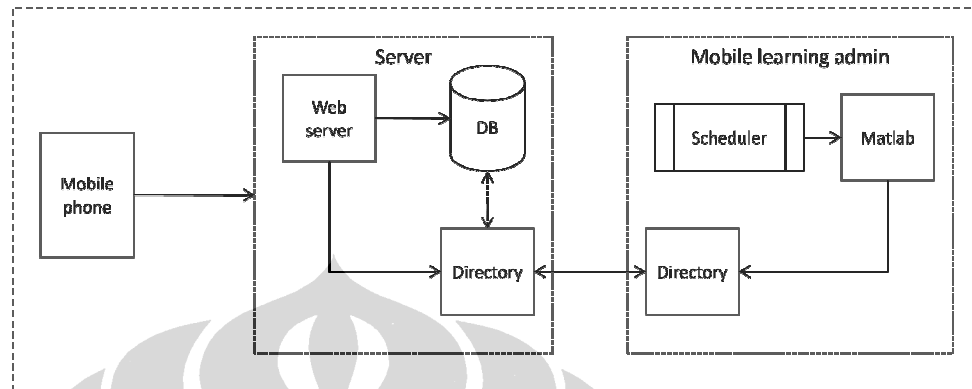 Server
Web
server
DB
Mobile
phone
Directory
Mobile learning admin
Scheduler
Matlab
Directory